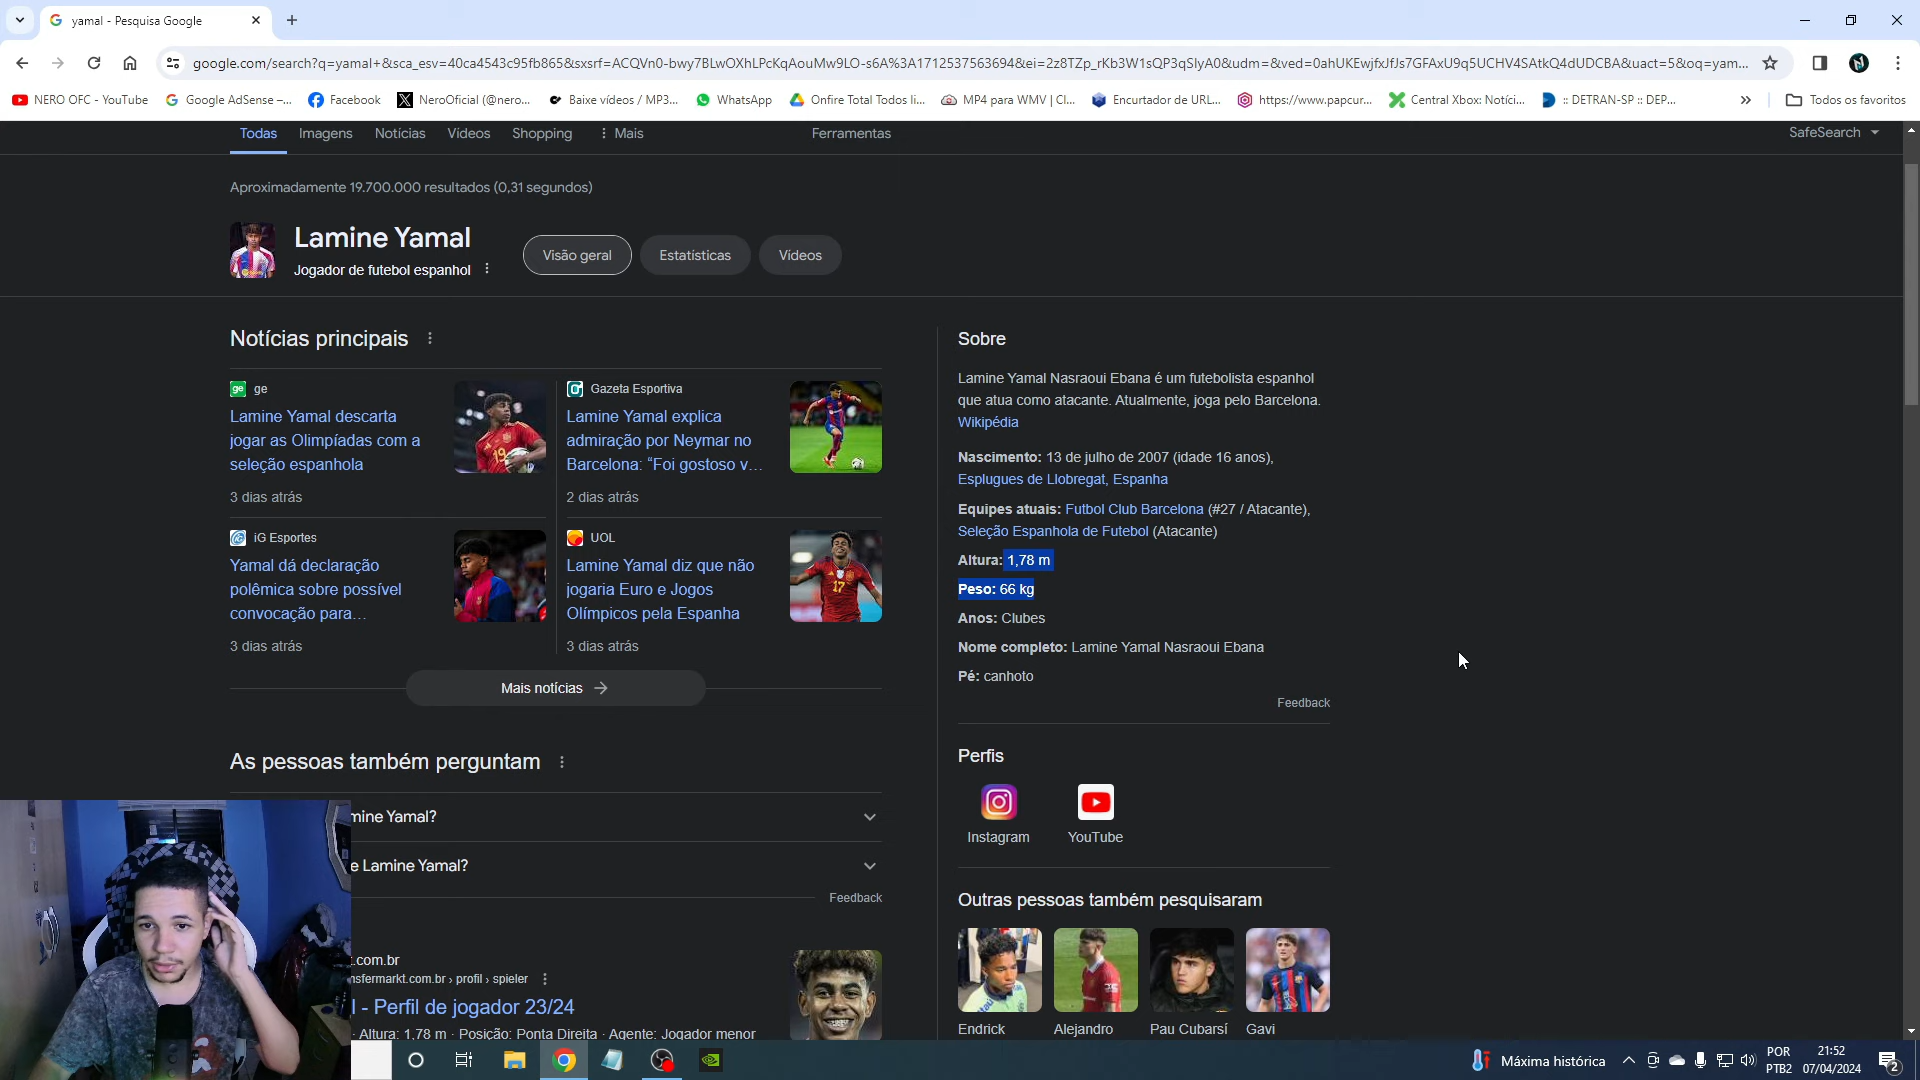 yamal - Pesquisa Google
google.com/search?q=yamal+&sca_esv=40ca4543c95fb865&sxsrf=ACQVn0-bwy7BLwOXhLPcKqAouMw9LO-s6A%3A1712537563694&ei=2z8TZp_rKb3W1sQP3qSlyA0&udm=&ved=0ahUKEwjfxJfJs7GFAxU9q5UCHV4SAtkQ4dUDCBA&uact=5&oq=yam...
NERO OFC - YouTube
Google AdSense –...
Facebook
NeroOficial (@nero...
Baixe vídeos / MP3...
WhatsApp
Onfire Total Todos li...
MP4 para WMV | Cl...
Encurtador de URL...
https://www.papcur...
Central Xbox: Notíci...
:: DETRAN-SP :: DEP...
Todos os favoritos
Todas Imagens Notícias Vídeos Shopping Mais Ferramentas SafeSearch
Aproximadamente 19.700.000 resultados (0,31 segundos)
Lamine Yamal
Jogador de futebol espanhol
Visão geral Estatísticas Vídeos
Notícias principais
ge
Lamine Yamal descarta
jogar as Olimpíadas com a
seleção espanhola
3 dias atrás
Gazeta Esportiva
Lamine Yamal explica
admiração por Neymar no
Barcelona: “Foi gostoso v...
2 dias atrás
iG Esportes
Yamal dá declaração
polêmica sobre possível
convocação para...
3 dias atrás
UOL
Lamine Yamal diz que não
jogaria Euro e Jogos
Olímpicos pela Espanha
3 dias atrás
Mais notícias
As pessoas também perguntam
mine Yamal?
e Lamine Yamal?
Feedback
.com.br
nsfermarkt.com.br › profil › spieler
l - Perfil de jogador 23/24
· Altura: 1,78 m · Posição: Ponta Direita · Agente: Jogador menor
Sobre
Lamine Yamal Nasraoui Ebana é um futebolista espanhol
que atua como atacante. Atualmente, joga pelo Barcelona.
Wikipédia
Nascimento: 13 de julho de 2007 (idade 16 anos),
Esplugues de Llobregat, Espanha
Equipes atuais: Futbol Club Barcelona (#27 / Atacante),
Seleção Espanhola de Futebol (Atacante)
Altura: 1,78 m
Peso: 66 kg
Anos: Clubes
Nome completo: Lamine Yamal Nasraoui Ebana
Pé: canhoto
Feedback
Perfis
Instagram YouTube
Outras pessoas também pesquisaram
Endrick Alejandro Pau Cubarsí Gavi
Máxima histórica
POR
PTB2
21:52
07/04/2024
2